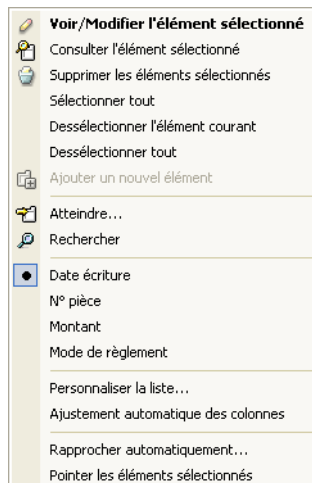 Voir/Modifier l'élément sélectionné
Consulter l'élément sélectionné
Supprimer les éléments sélectionnés
Sélectionner tout
Dessélectionner l'élément courant
Dessélectionner tout
Ajouter un nouvel élément
Atteindre...
Rechercher
Date écriture
N° pièce
Montant
Mode de règlement
Personnaliser la liste...
Ajustement automatique des colonnes
Rapprocher automatiquement...
Pointer les éléments sélectionnés